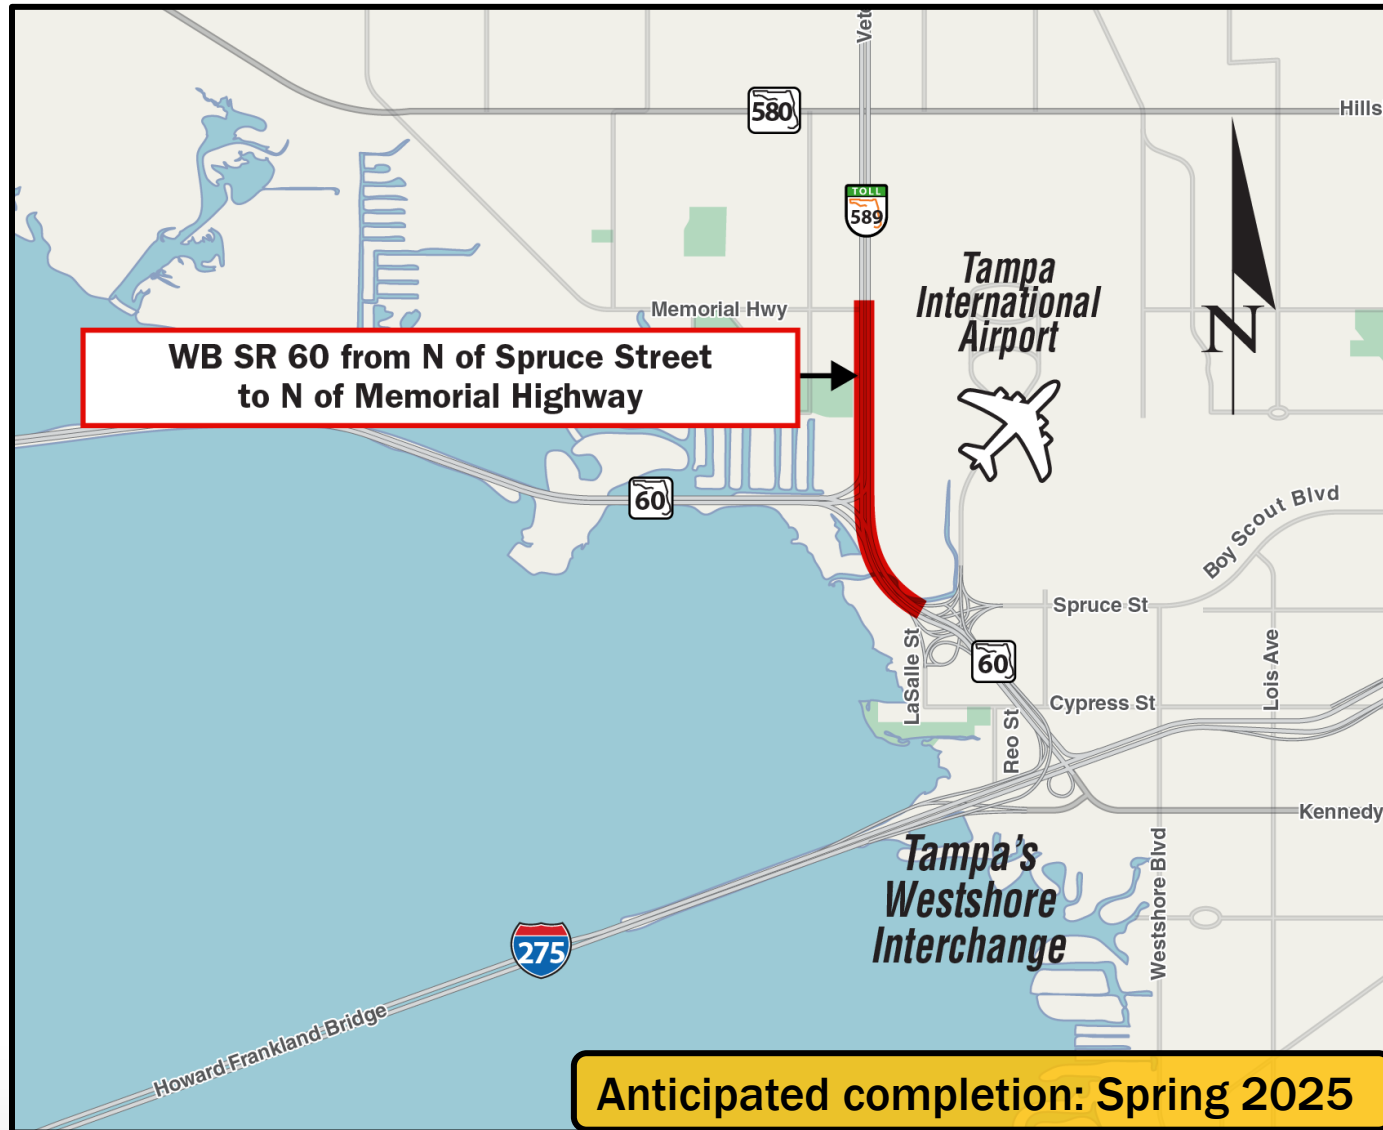 Vet
580
Hills
TOLL
589
Tampa
International
Airport
Memorial Hwy
N
WB SR 60 from N of Spruce Street
to N of Memorial Highway
60
Boy Scout Blvd
Spruce St
LaSalle St
60
Lois Ave
Cypress St
Reo St
Kennedy
Tampa's
Westshore
Interchange
Westshore Blvd
275
Howard Frankland Bridge
Anticipated completion: Spring 2025